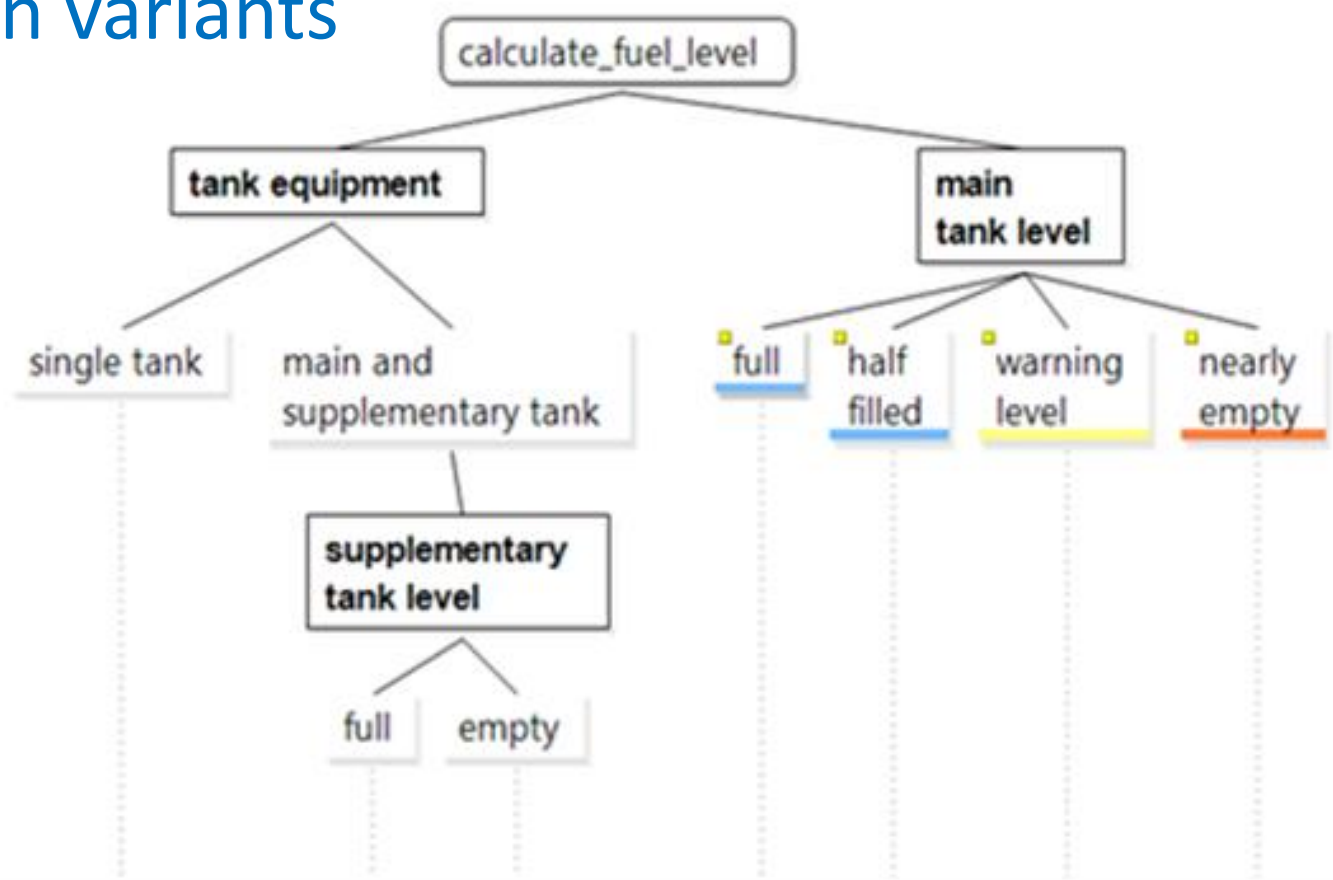 n variants
calculate_fuel_level
tank equipment
main
tank level
single tank
main and
supplementary tank
full
half
filled
warning
level
nearly
empty
supplementary
tank level
full
empty